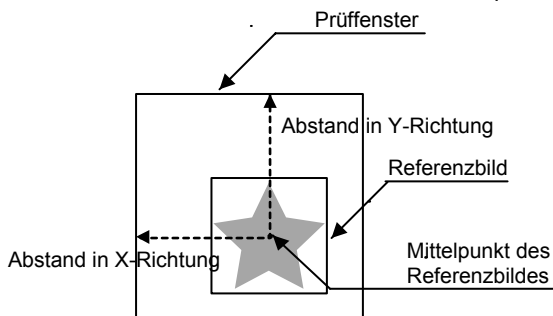 Prüffenster
Abstand in Y-Richtung
Referenzbild
Abstand in X-Richtung
Mittelpunkt des
Referenzbildes